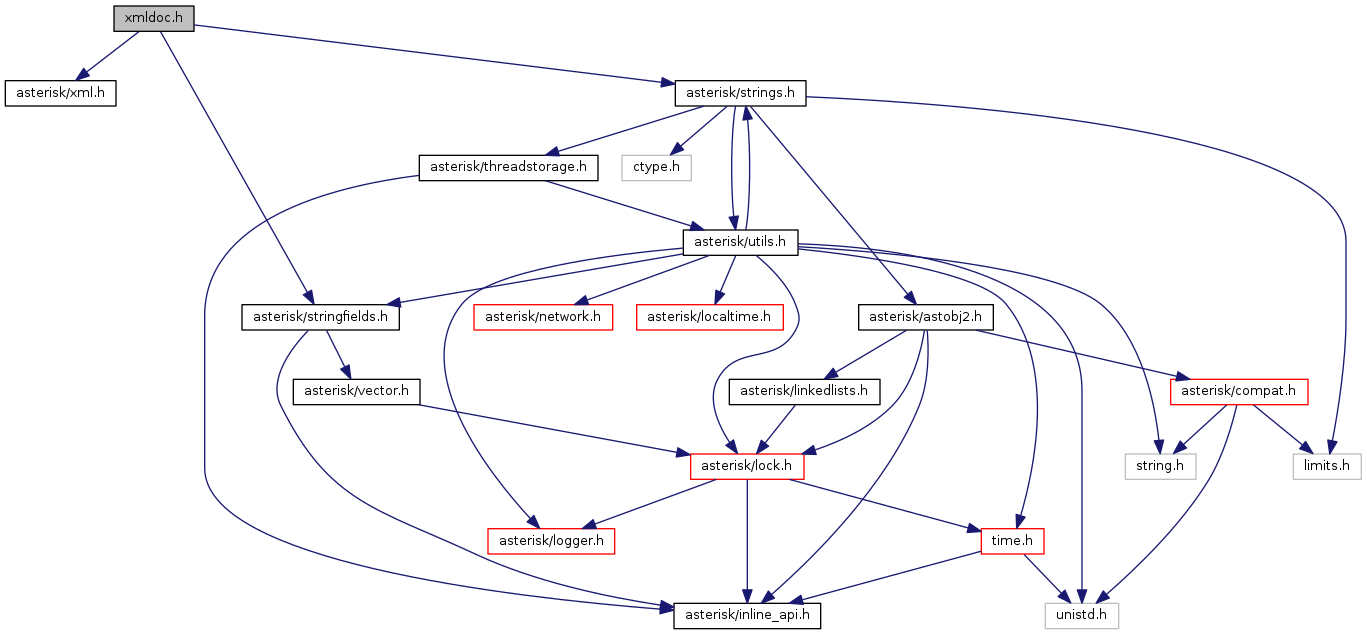 xmldoc.h
asterisk/xml.h
asterisk/strings.h
asterisk/threadstorage.h
ctype.h
asterisk/utils.h
asterisk/stringfields.h
asterisk/network.h
asterisk/localtime.h
asterisk/astobj2.h
asterisk/vector.h
asterisk/linkedlists.h
asterisk/compat.h
asterisk/lock.h
string.h
limits.h
asterisk/logger.h
time.h
asterisk/inline_api.h
unistd.h